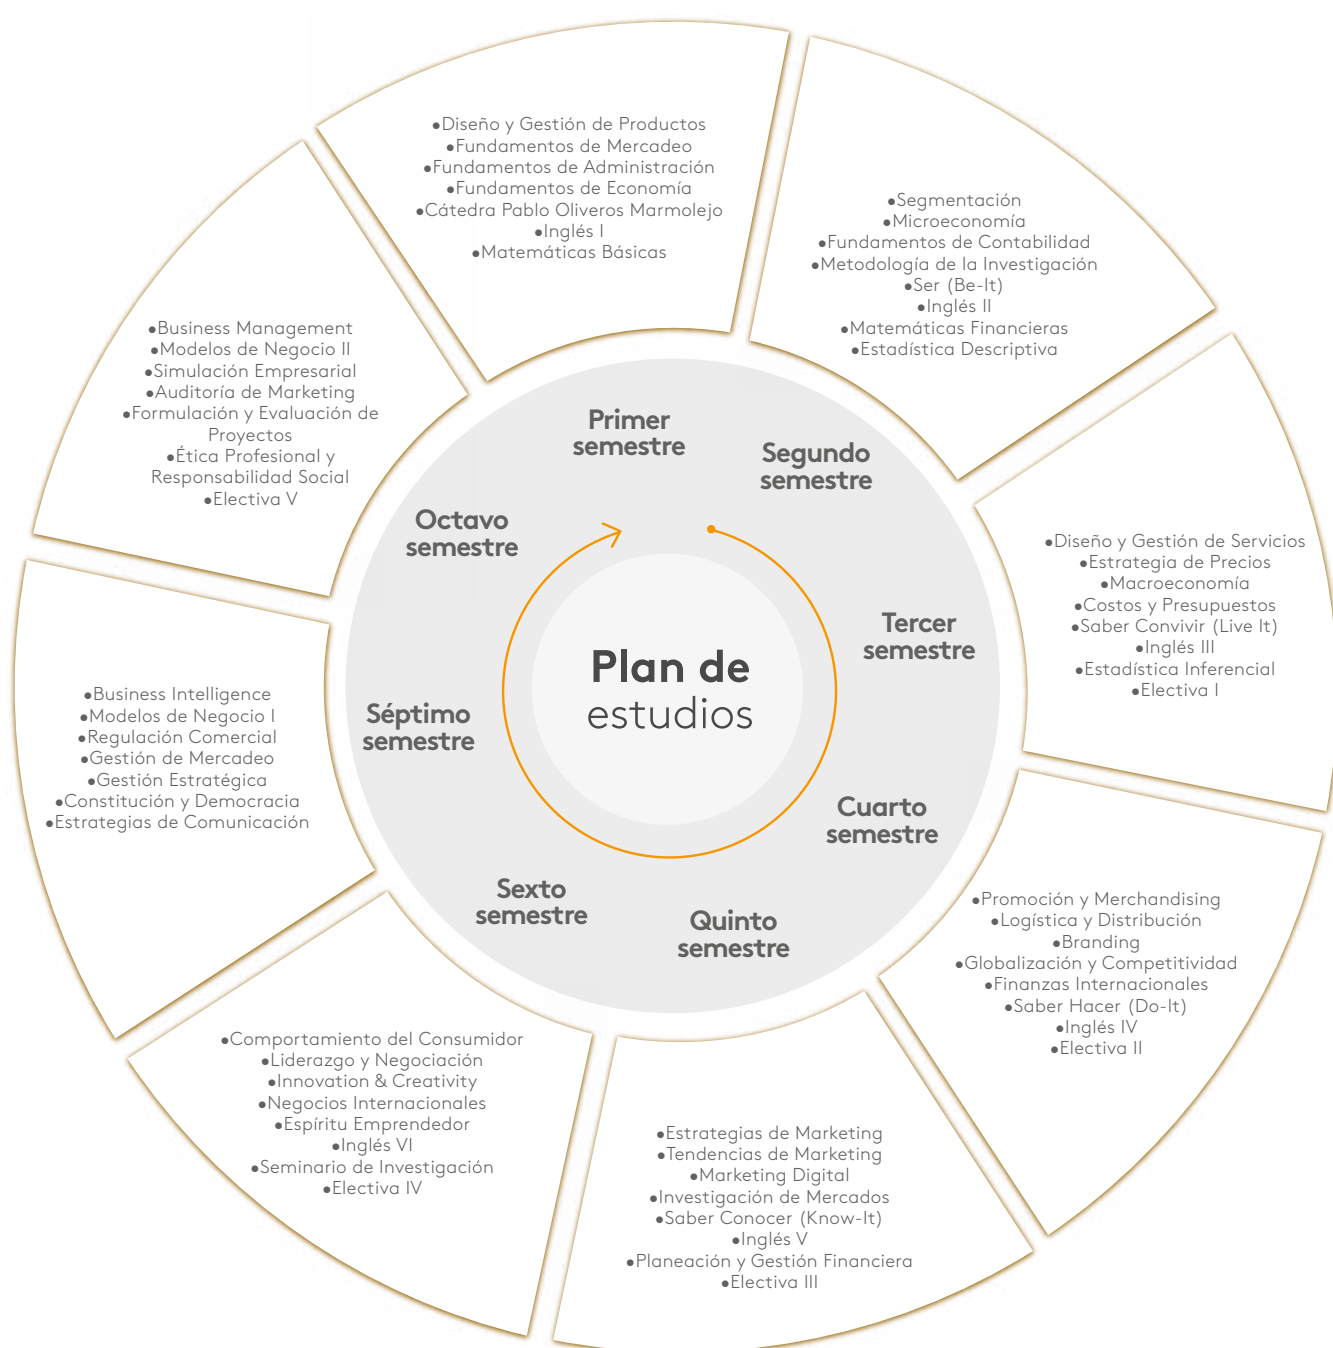 Plan de
estudios
Primer
semestre
•Diseño y Gestión de Productos
•Fundamentos de Mercadeo
•Fundamentos de Administración
•Fundamentos de Economía
•Cátedra Pablo Oliveros Marmolejo
•Inglés I
•Matemáticas Básicas
Segundo
semestre
•Segmentación
•Microeconomía
•Fundamentos de Contabilidad
•Metodología de la Investigación
•Ser (Be-It)
•Inglés II
•Matemáticas Financieras
•Estadística Descriptiva
Tercer
semestre
•Diseño y Gestión de Servicios
•Estrategia de Precios
•Macroeconomía
•Costos y Presupuestos
•Saber Convivir (Live It)
•Inglés III
•Estadística Inferencial
•Electiva I
Cuarto
semestre
•Promoción y Merchandising
•Logística y Distribución
•Branding
•Globalización y Competitividad
•Finanzas Internacionales
•Saber Hacer (Do-It)
•Inglés IV
•Electiva II
Quinto
semestre
•Estrategias de Marketing
•Tendencias de Marketing
•Marketing Digital
•Investigación de Mercados
•Saber Conocer (Know-It)
•Inglés V
•Planeación y Gestión Financiera
•Electiva III
Sexto
semestre
•Comportamiento del Consumidor
•Liderazgo y Negociación
•Innovation & Creativity
•Negocios Internacionales
•Espíritu Emprendedor
•Inglés VI
•Seminario de Investigación
•Electiva IV
Séptimo
semestre
•Business Intelligence
•Modelos de Negocio I
•Regulación Comercial
•Gestión de Mercadeo
•Gestión Estratégica
•Constitución y Democracia
•Estrategias de Comunicación
Octavo
semestre
•Business Management
•Modelos de Negocio II
•Simulación Empresarial
•Auditoría de Marketing
•Formulación y Evaluación de
Proyectos
•Ética Profesional y
Responsabilidad Social
•Electiva V